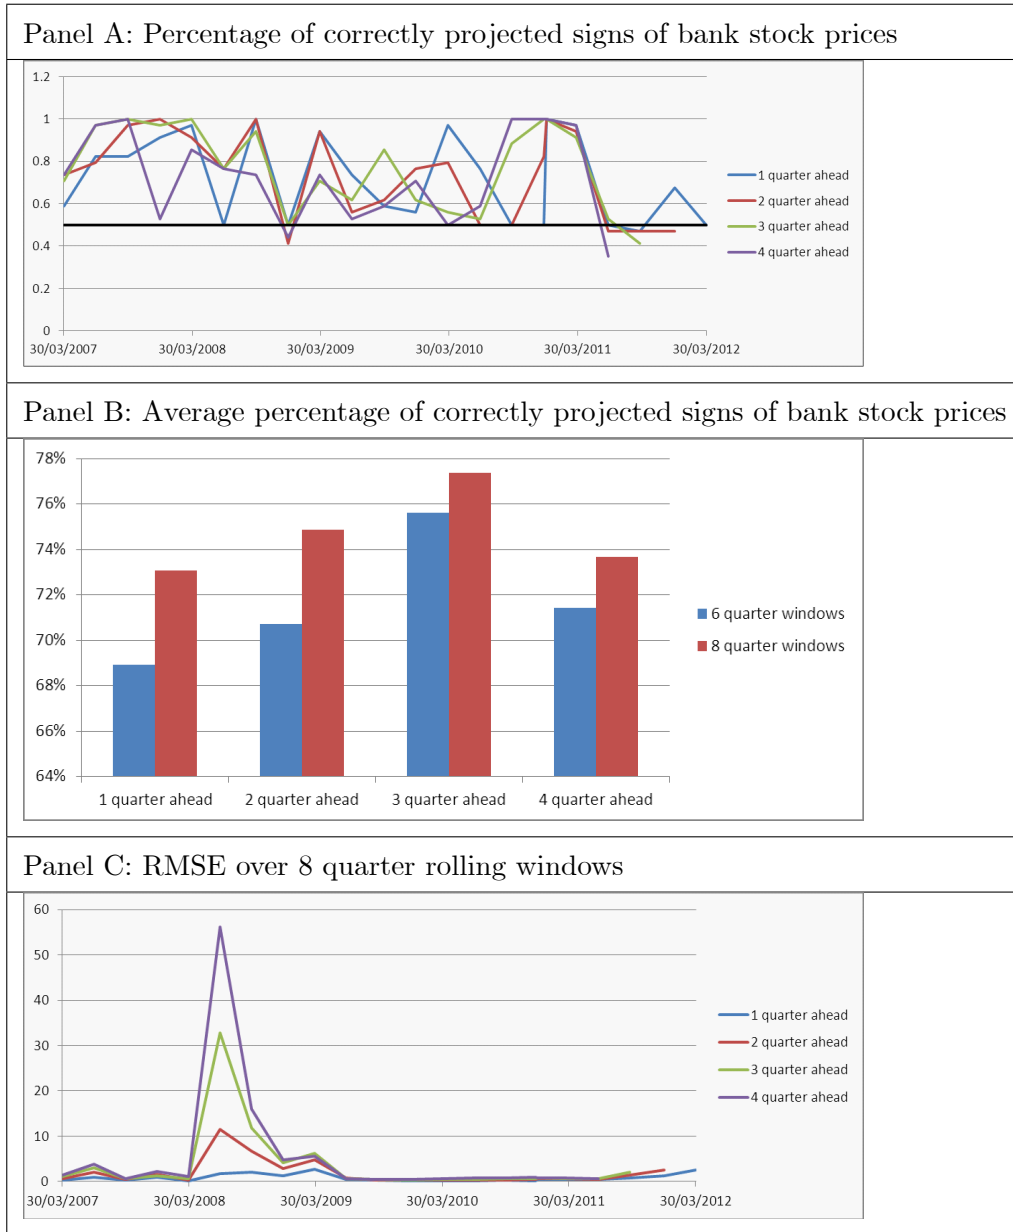 Panel A: Percentage of correctly projected signs of bank stock prices
1.2
1
0.8
0.6
0.4
0.2
0
30/03/2007 30/03/2008 30/03/2009 30/03/2010 30/03/2011 30/03/2012
1 quarter ahead
2 quarter ahead
3 quarter ahead
4 quarter ahead
Panel B: Average percentage of correctly projected signs of bank stock prices
78%
76%
74%
72%
70%
68%
66%
64%
1 quarter ahead 2 quarter ahead 3 quarter ahead 4 quarter ahead
6 quarter windows
8 quarter windows
Panel C: RMSE over 8 quarter rolling windows
60
50
40
30
20
10
0
30/03/2007 30/03/2008 30/03/2009 30/03/2010 30/03/2011 30/03/2012
1 quarter ahead
2 quarter ahead
3 quarter ahead
4 quarter ahead